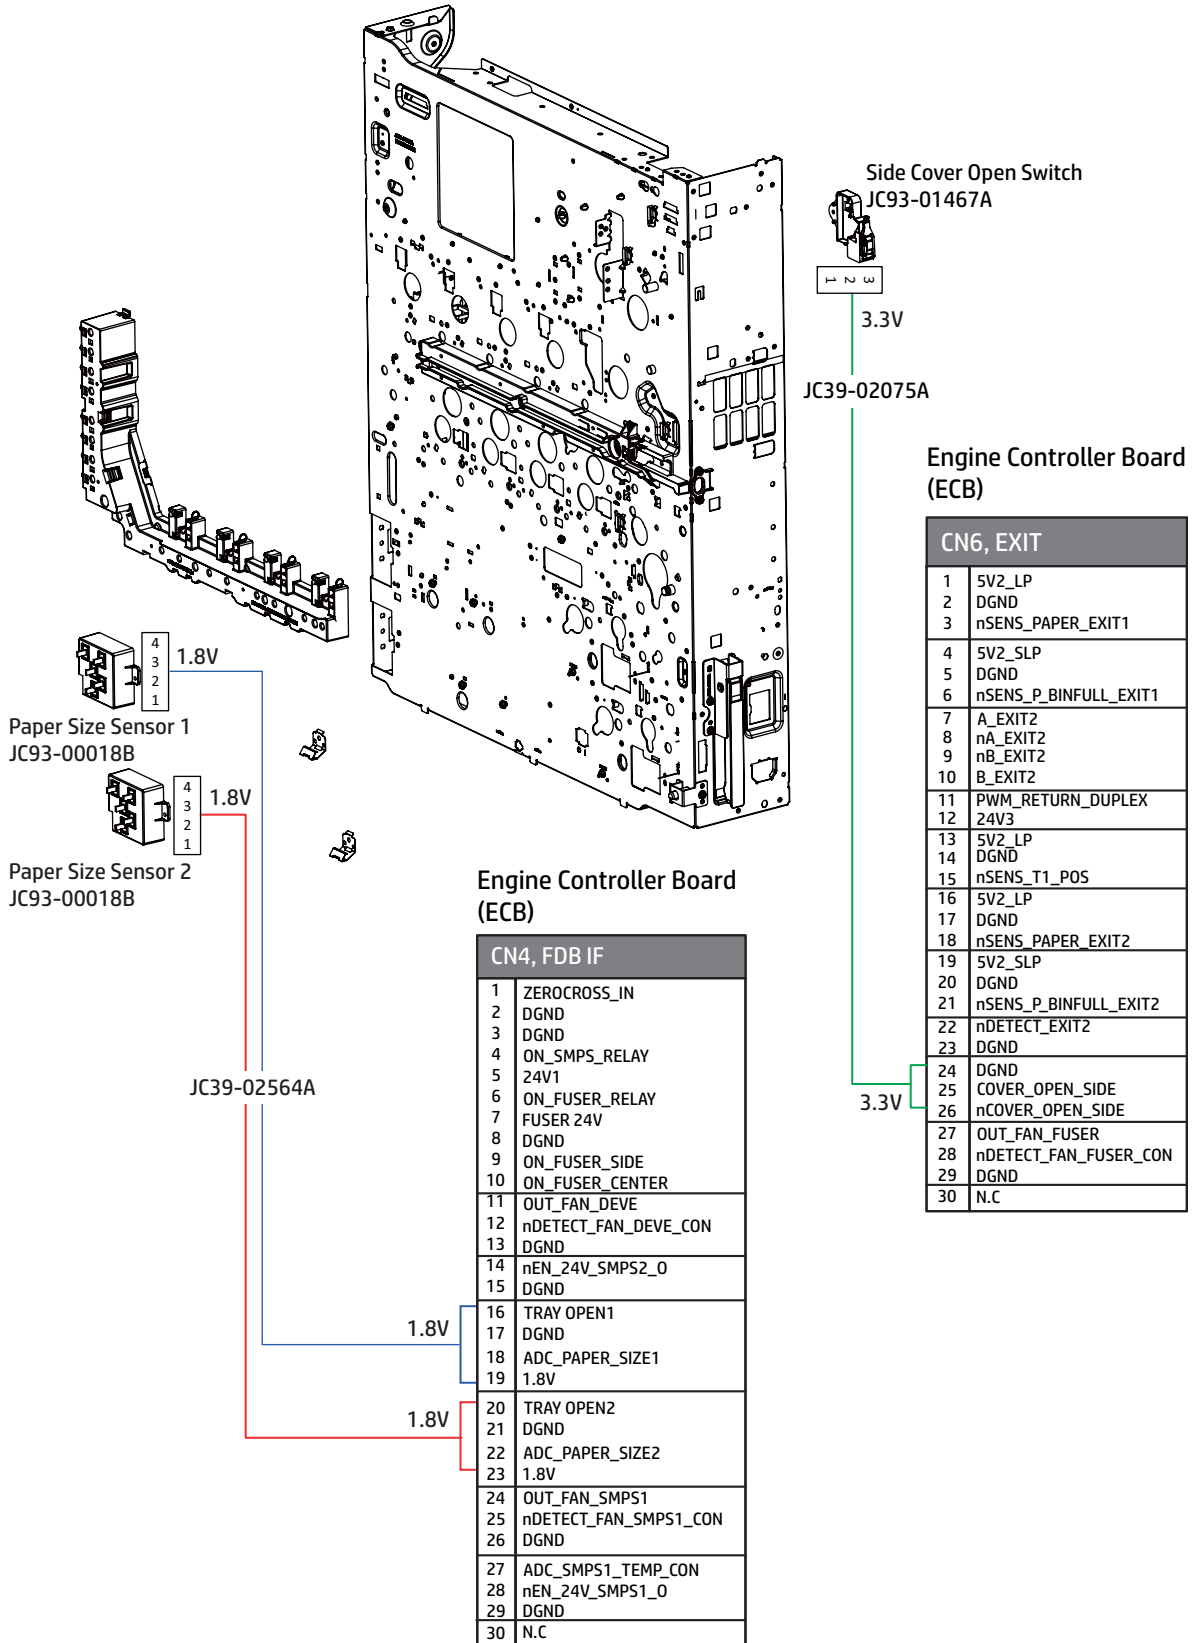 Side Cover Open Switch
JC93-01467A
1 2 3
3.3V
JC39-02075A
Engine Controller Board
(ECB)
CN6, EXIT
1 5V2_LP
2 DGND
3 nSENS_PAPER_EXIT1
4 5V2_SLP
5 DGND
6 nSENS_P_BINFULL_EXIT1
7 A_EXIT2
8 nA_EXIT2
9 nB_EXIT2
10 B_EXIT2
11 PWM_RETURN_DUPLEX
12 24V3
13 5V2_LP
14 DGND
15 nSENS_T1_POS
16 5V2_LP
17 DGND
18 nSENS_PAPER_EXIT2
19 5V2_SLP
20 DGND
21 nSENS_P_BINFULL_EXIT2
22 nDETECT_EXIT2
23 DGND
24 DGND
25 COVER_OPEN_SIDE
26 nCOVER_OPEN_SIDE
27 OUT_FAN_FUSER
28 nDETECT_FAN_FUSER_CON
29 DGND
30 N.C
3.3V
4
3
2
1
1.8V
Paper Size Sensor 1
JC93-00018B
4
3
2
1
1.8V
Paper Size Sensor 2
JC93-00018B
JC39-02564A
Engine Controller Board
(ECB)
CN4, FDB IF
1 ZEROCROSS_IN
2 DGND
3 DGND
4 ON_SMPS_RELAY
5 24V1
6 ON_FUSER_RELAY
7 FUSER 24V
8 DGND
9 ON_FUSER_SIDE
10 ON_FUSER_CENTER
11 OUT_FAN_DEVE
12 nDETECT_FAN_DEVE_CON
13 DGND
14 nEN_24V_SMPS2_O
15 DGND
16 TRAY OPEN1
17 DGND
18 ADC_PAPER_SIZE1
19 1.8V
20 TRAY OPEN2
21 DGND
22 ADC_PAPER_SIZE2
23 1.8V
24 OUT_FAN_SMPS1
25 nDETECT_FAN_SMPS1_CON
26 DGND
27 ADC_SMPS1_TEMP_CON
28 nEN_24V_SMPS1_O
29 DGND
30 N.C
1.8V
1.8V